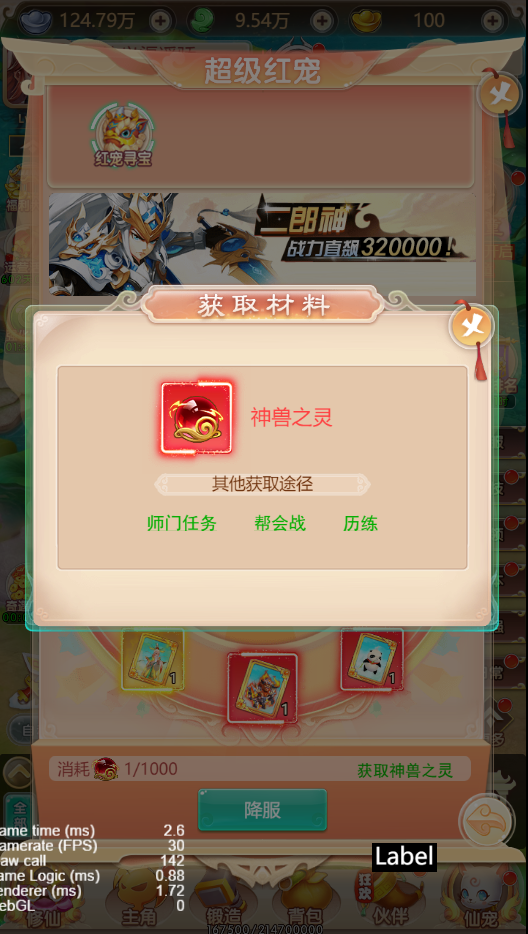 124.79万 9.54万 100
超级红宠
红宠寻宝
二郎神
战力直飙320000!
获取材料
神兽之灵
其他获取途径
师门任务 帮会战 历练
1 1 1
消耗 1/1000 获取神兽之灵
降服
ame time (ms) 2.6
amerate (FPS) 30
aw call 142
ame Logic (ms) 0.88
enderer (ms) 1.72
ebGL 0
Label
狂欢
修仙 主角 锻造 背包 伙伴 仙宠
167500/214700000